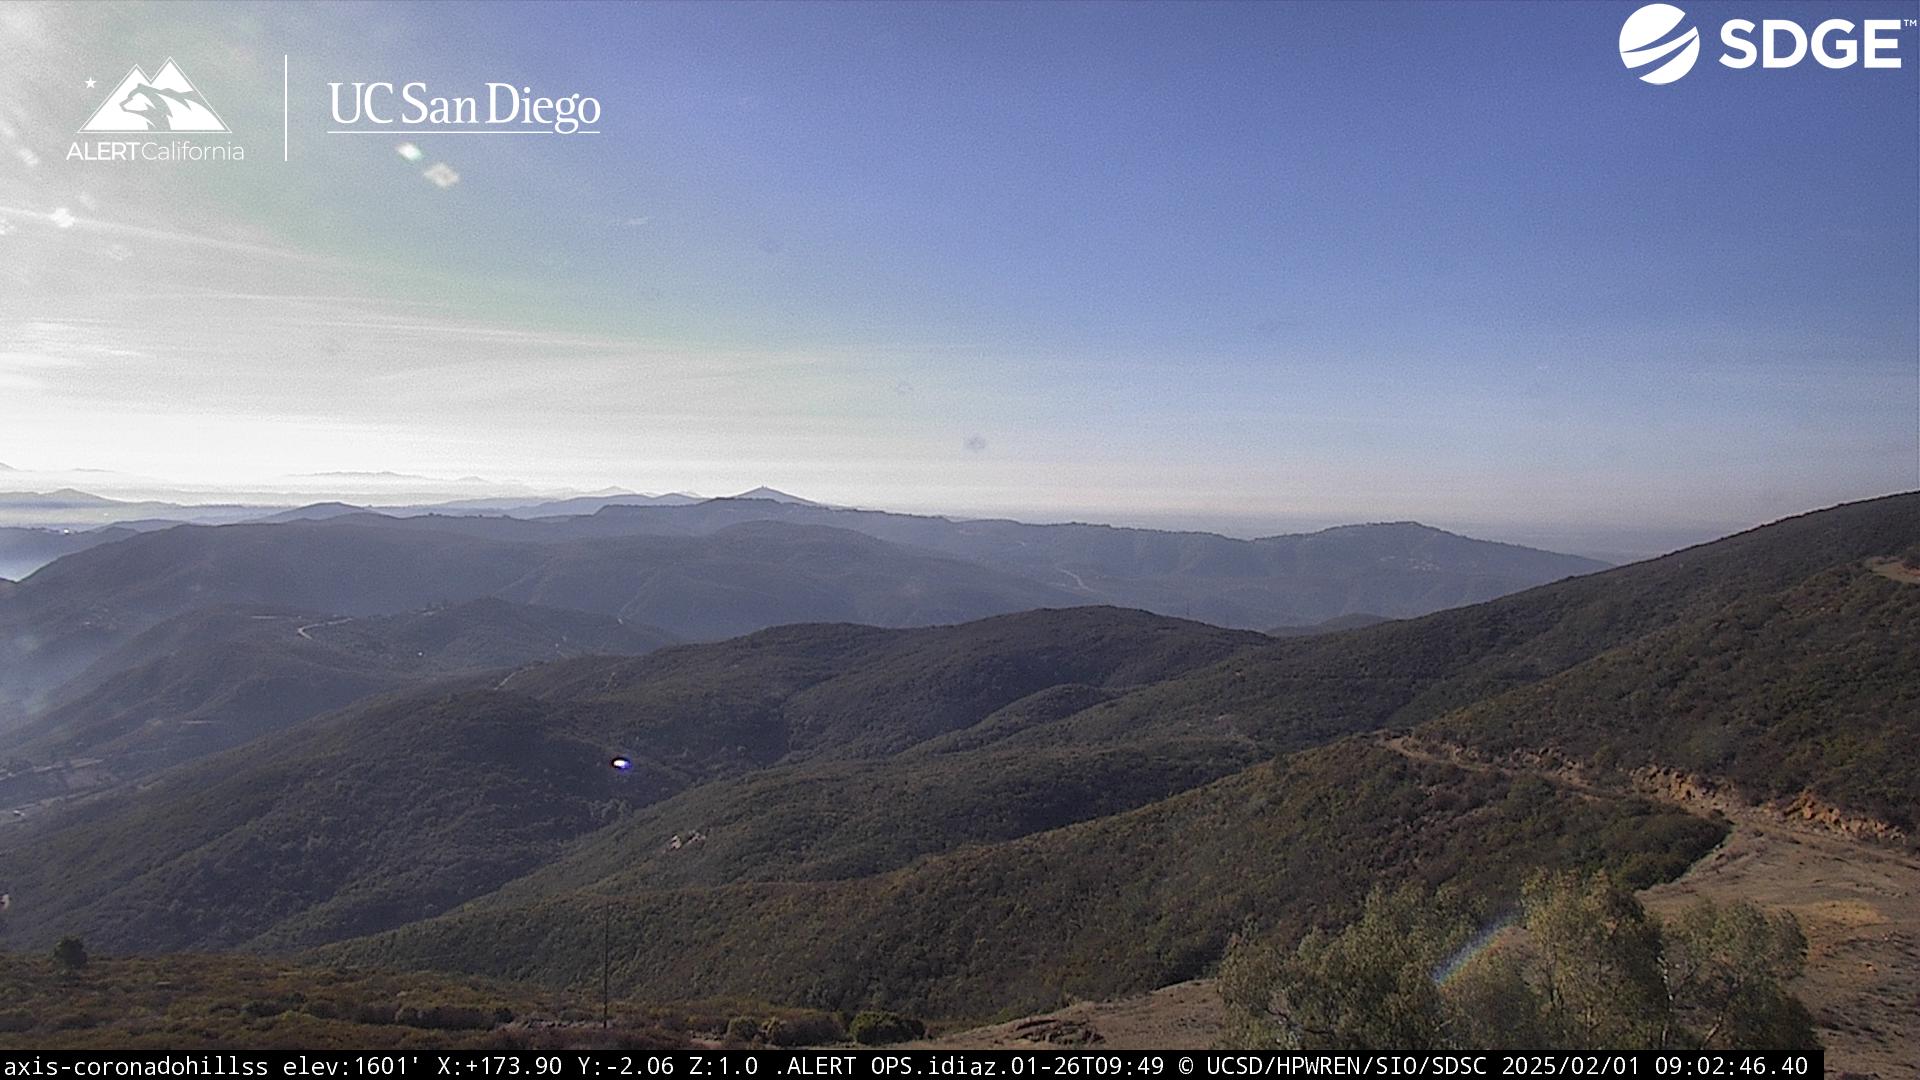 SDGE™
UC San Diego
ALERTCalifornia
axis-coronadohillss elev:1601' X:+173.90 Y:-2.06 Z:1.0 .ALERT OPS.idiaz.01-26T09:49 © UCSD/HPWREN/SIO/SDSC 2025/02/01 09:02:46.40